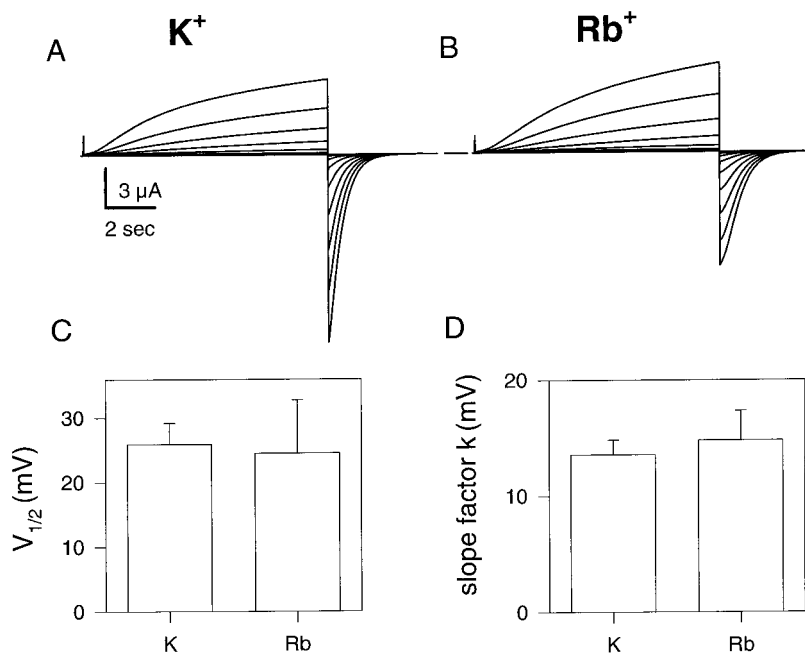 A K⁺
B Rb⁺
3 μA
2 sec
C
V₁/₂ (mV)
30
20
10
0
K Rb
D
slope factor k (mV)
20
10
0
K Rb